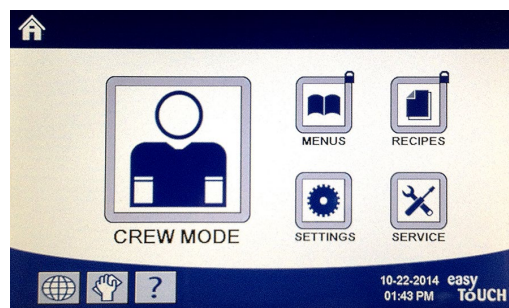 MENUS
RECIPES
CREW MODE
SETTINGS
SERVICE
?
10-22-2014
01:43 PM
easy
TOUCH